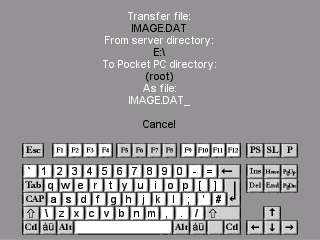 Transfer file:
IMAGE.DAT
From server directory:
E:\
To Pocket PC directory:
(root)
As file:
IMAGE.DAT_
Cancel
Esc F1 F2 F3 F4 F5 F6 F7 F8 F9 F10 F11 F12 PS SL P
` 1 2 3 4 5 6 7 8 9 0 - = ← Ins Home PgUp
Tab q w e r t y u i o p [ ] Del End PgDn
CAP a s d f g h j k l ; ' #
⇧ \ z x c v b n m , . / ⇧ ↑
Ctl áü Alt Alt áü Ctl ← ↓ →